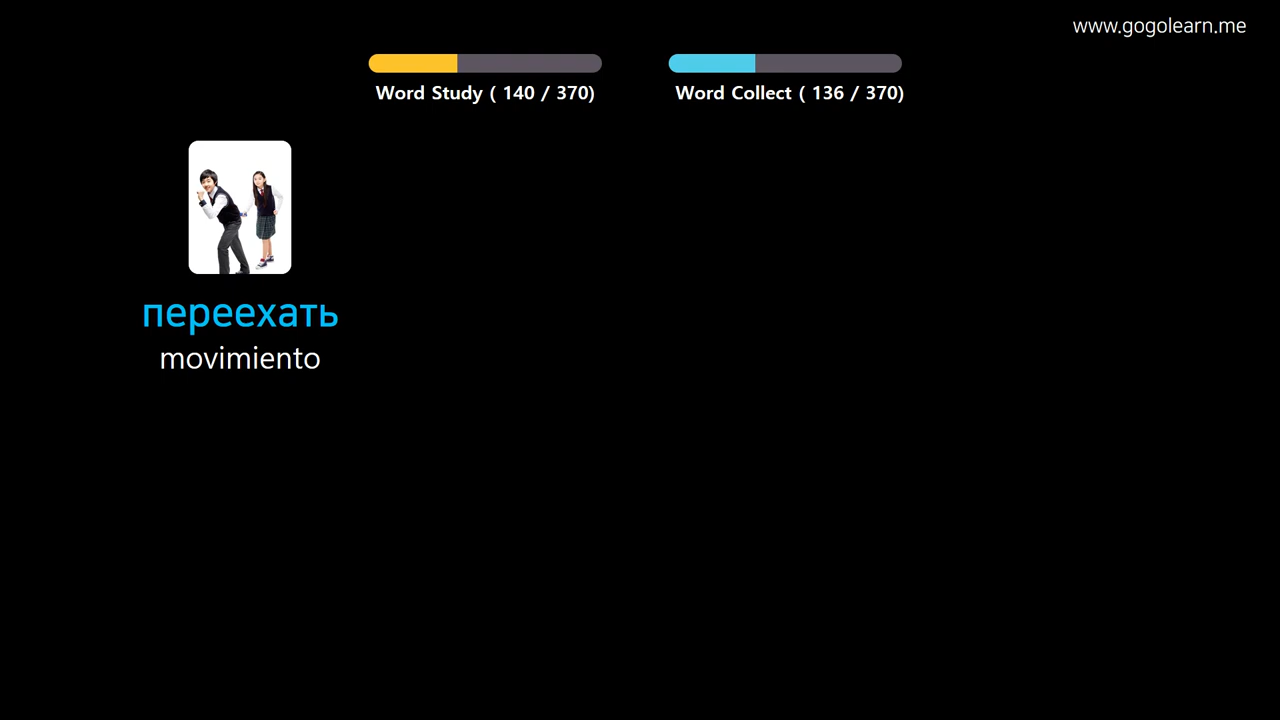 www.gogolearn.me
Word Study ( 140 / 370)
Word Collect ( 136 / 370)
переехать
movimiento